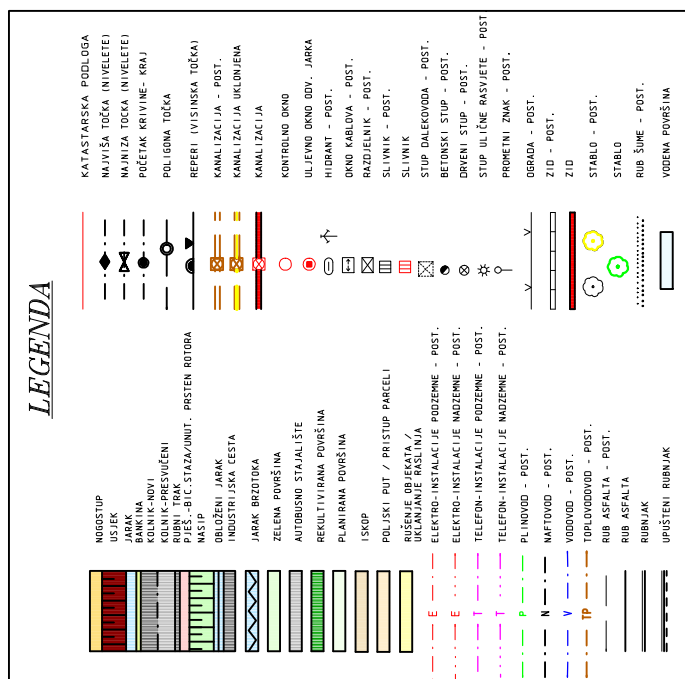 LEGENDA
KATASTARSKA PODLOGA
NAJVIŠA TOČKA (NIVELETE)
NAJNIZA TOCKA (NIVELETE)
POČETAK KRIVINE- KRAJ
POLIGONA TOČKA
REPERI (VISINSKA TOČKA)
KANALIZACIJA - POST.
KANALIZACIJA UKLONJENA
KANALIZACIJA
KONTROLNO OKNO
ULJEVNO OKNO ODV. JARKA
HIDRANT - POST.
OKNO KABLOVA - POST.
RAZDJELNIK - POST.
SLIVNIK - POST.
SLIVNIK
STUP DALEKOVODA - POST.
BETONSKI STUP - POST.
DRVENI STUP - POST.
STUP ULIČNE RASVJETE - POST
PROMETNI ZNAK - POST.
OGRADA - POST.
ZID - POST.
ZID
STABLO - POST.
STABLO
RUB ŠUME - POST.
VODENA POVRŠINA
NOGOSTUP
USJEK
JARAK
BANKINA
KOLNIK-NOVI
KOLNIK-PRESVUČENI
RUBNI TRAK
PJEŠ.-BIC.STAZA/UNUT. PRSTEN ROTORA
NASIP
OBLOŽENI JARAK
INDUSTRIJSKA CESTA
JARAK BRZOTOKA
ZELENA POVRŠINA
AUTOBUSNO STAJALIŠTE
REKULTIVIRANA POVRŠINA
PLANIRANA POVRŠINA
ISKOP
POLJSKI PUT / PRISTUP PARCELI
RUŠENJE OBJEKATA /
UKLANJANJE RASLINJA
E ELEKTRO-INSTALACIJE PODZEMNE - POST.
E ELEKTRO-INSTALACIJE NADZEMNE - POST.
T TELEFON-INSTALACIJE PODZEMNE - POST.
T TELEFON-INSTALACIJE NADZEMNE - POST.
P PLINOVOD - POST.
N NAFTOVOD - POST.
V VODOVOD - POST.
TP TOPLOVODOVOD - POST.
RUB ASFALTA - POST.
RUB ASFALTA
RUBNJAK
UPUŠTENI RUBNJAK